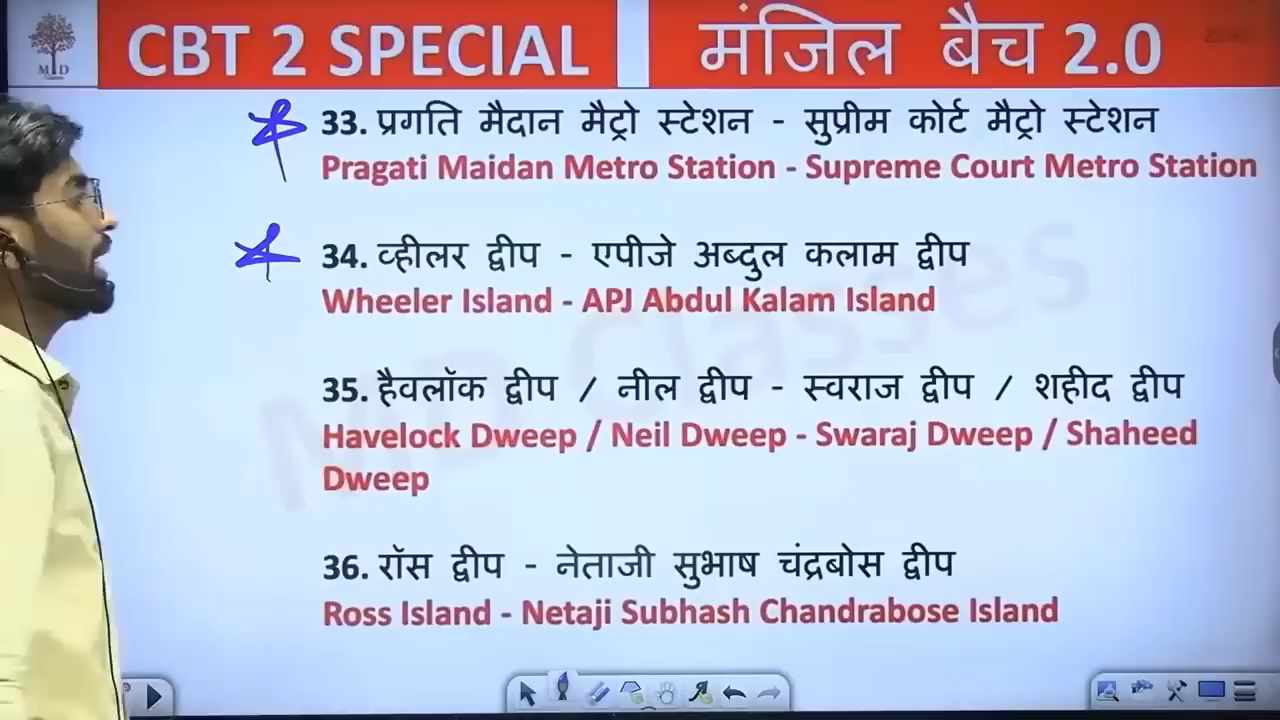 CBT 2 SPECIAL
मंजिल बैच 2.0
33. प्रगति मैदान मैट्रो स्टेशन - सुप्रीम कोर्ट मैट्रो स्टेशन
Pragati Maidan Metro Station - Supreme Court Metro Station
34. व्हीलर द्वीप - एपीजे अब्दुल कलाम द्वीप
Wheeler Island - APJ Abdul Kalam Island
35. हैवलॉक द्वीप / नील द्वीप - स्वराज द्वीप / शहीद द्वीप
Havelock Dweep / Neil Dweep - Swaraj Dweep / Shaheed
Dweep
36. रॉस द्वीप - नेताजी सुभाष चंद्रबोस द्वीप
Ross Island - Netaji Subhash Chandrabose Island
MD Classes